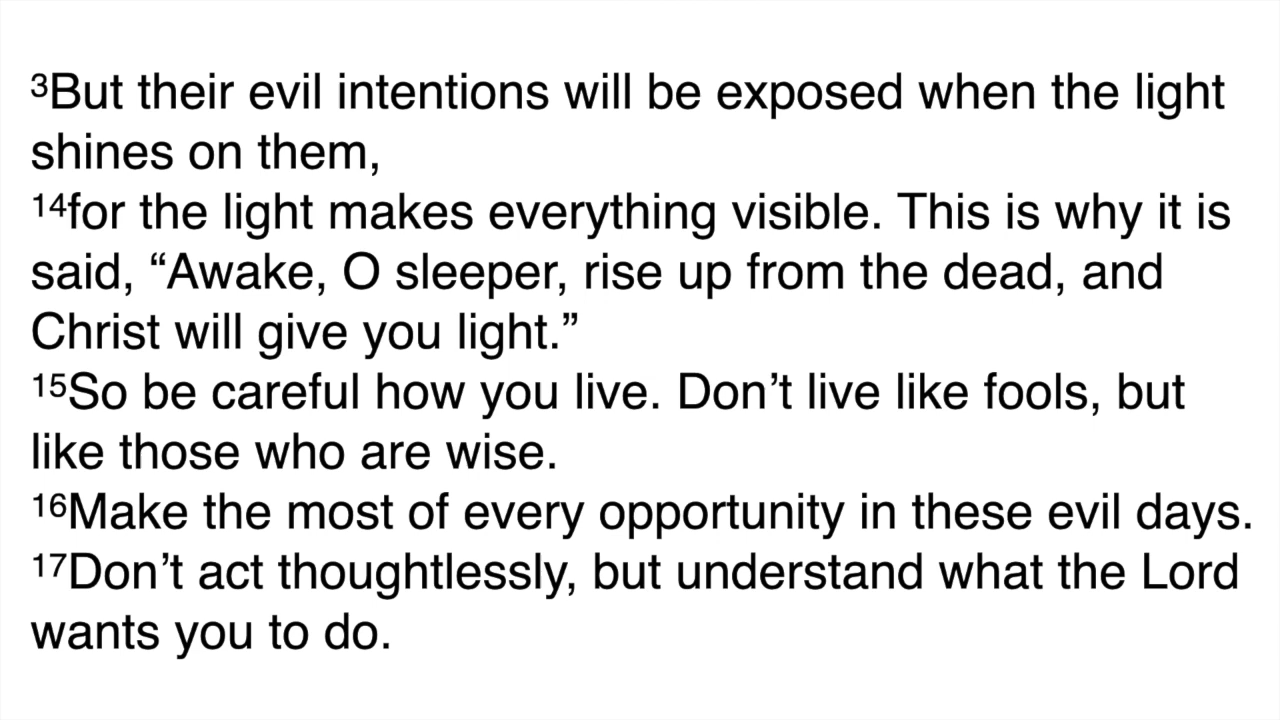 ³But their evil intentions will be exposed when the light
shines on them,
¹⁴for the light makes everything visible. This is why it is
said, “Awake, O sleeper, rise up from the dead, and
Christ will give you light.”
¹⁵So be careful how you live. Don’t live like fools, but
like those who are wise.
¹⁶Make the most of every opportunity in these evil days.
¹⁷Don’t act thoughtlessly, but understand what the Lord
wants you to do.